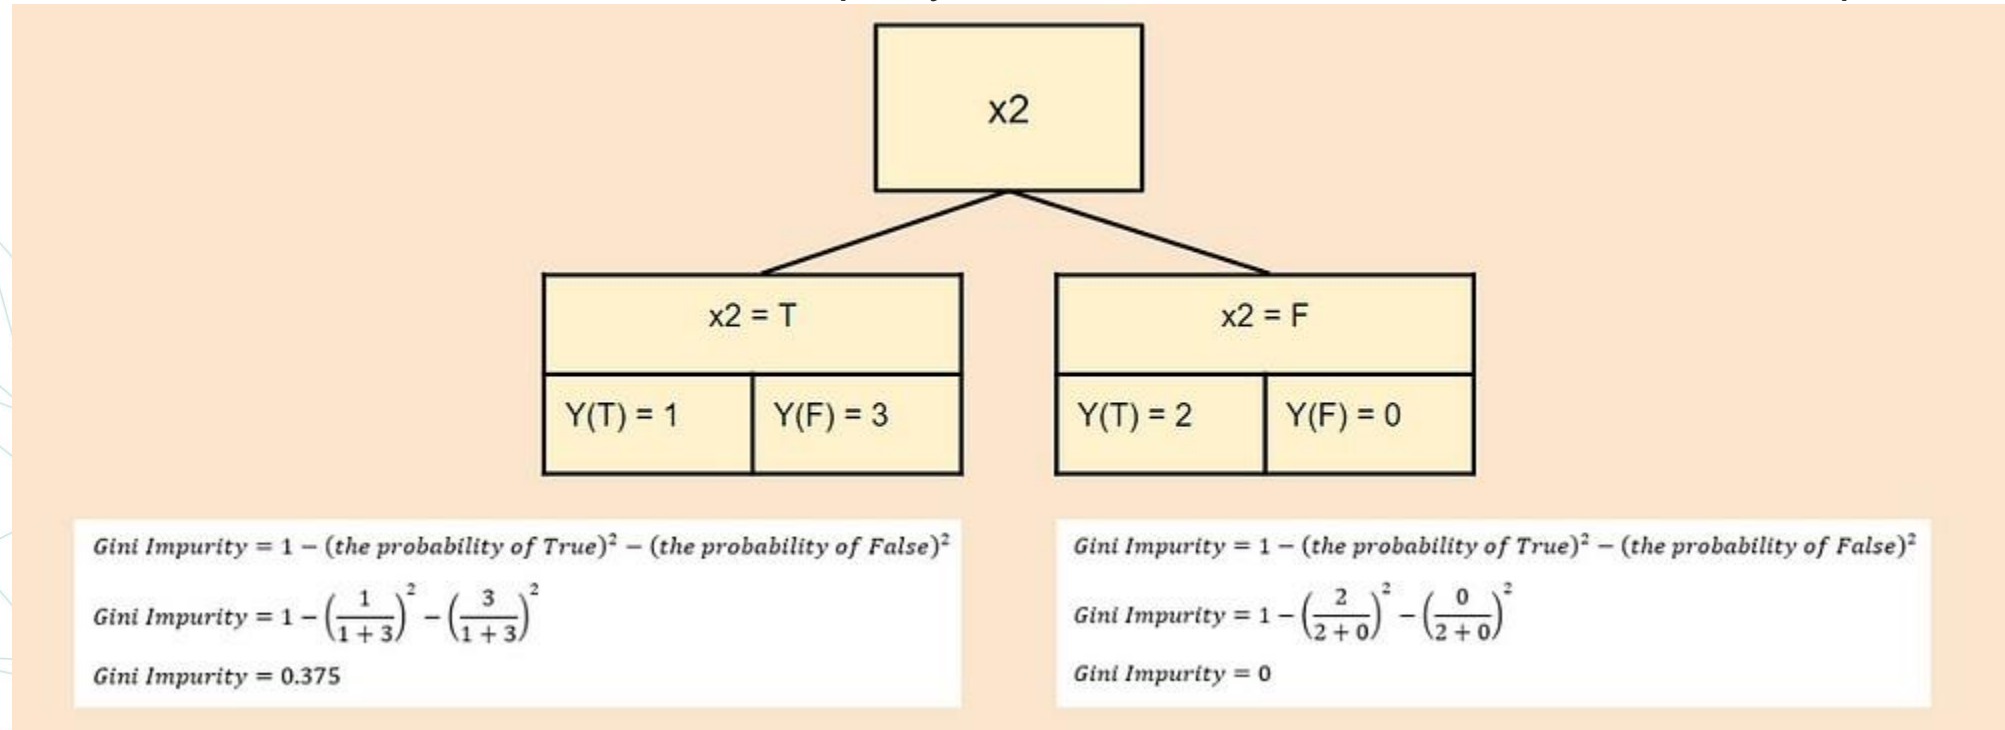 x2
x2 = T
Y(T) = 1
Y(F) = 3
x2 = F
Y(T) = 2
Y(F) = 0
Gini Impurity = 1 − (the probability of True)² − (the probability of False)²
Gini Impurity = 1 − (1/(1 + 3))² − (3/(1 + 3))²
Gini Impurity = 0.375
Gini Impurity = 1 − (the probability of True)² − (the probability of False)²
Gini Impurity = 1 − (2/(2 + 0))² − (0/(2 + 0))²
Gini Impurity = 0